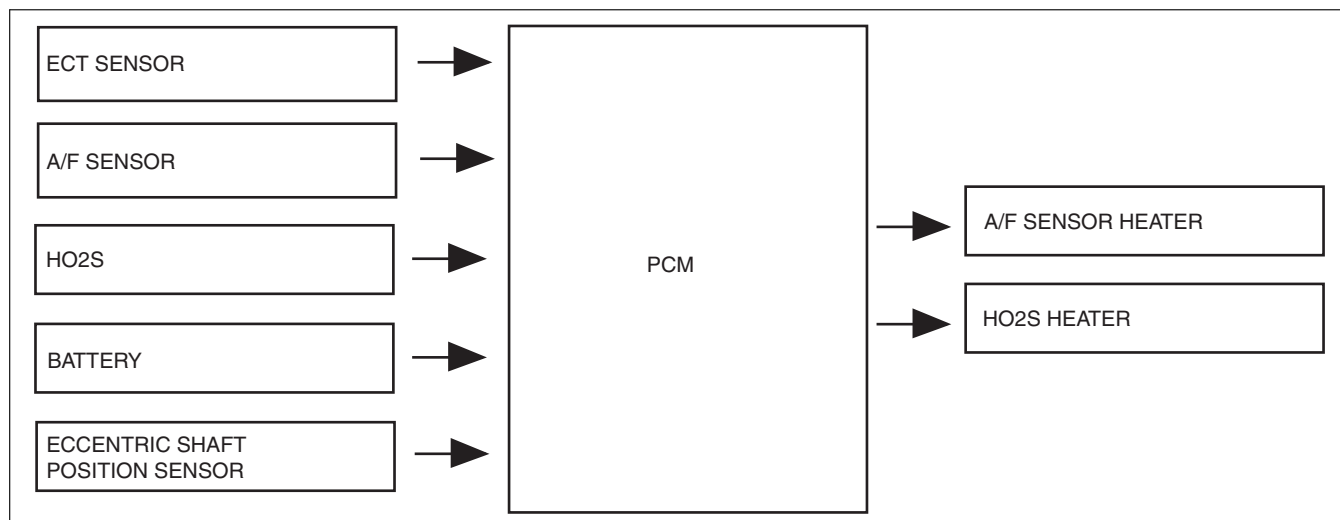 ECT SENSOR
A/F SENSOR
HO2S
BATTERY
ECCENTRIC SHAFT
POSITION SENSOR
PCM
A/F SENSOR HEATER
HO2S HEATER